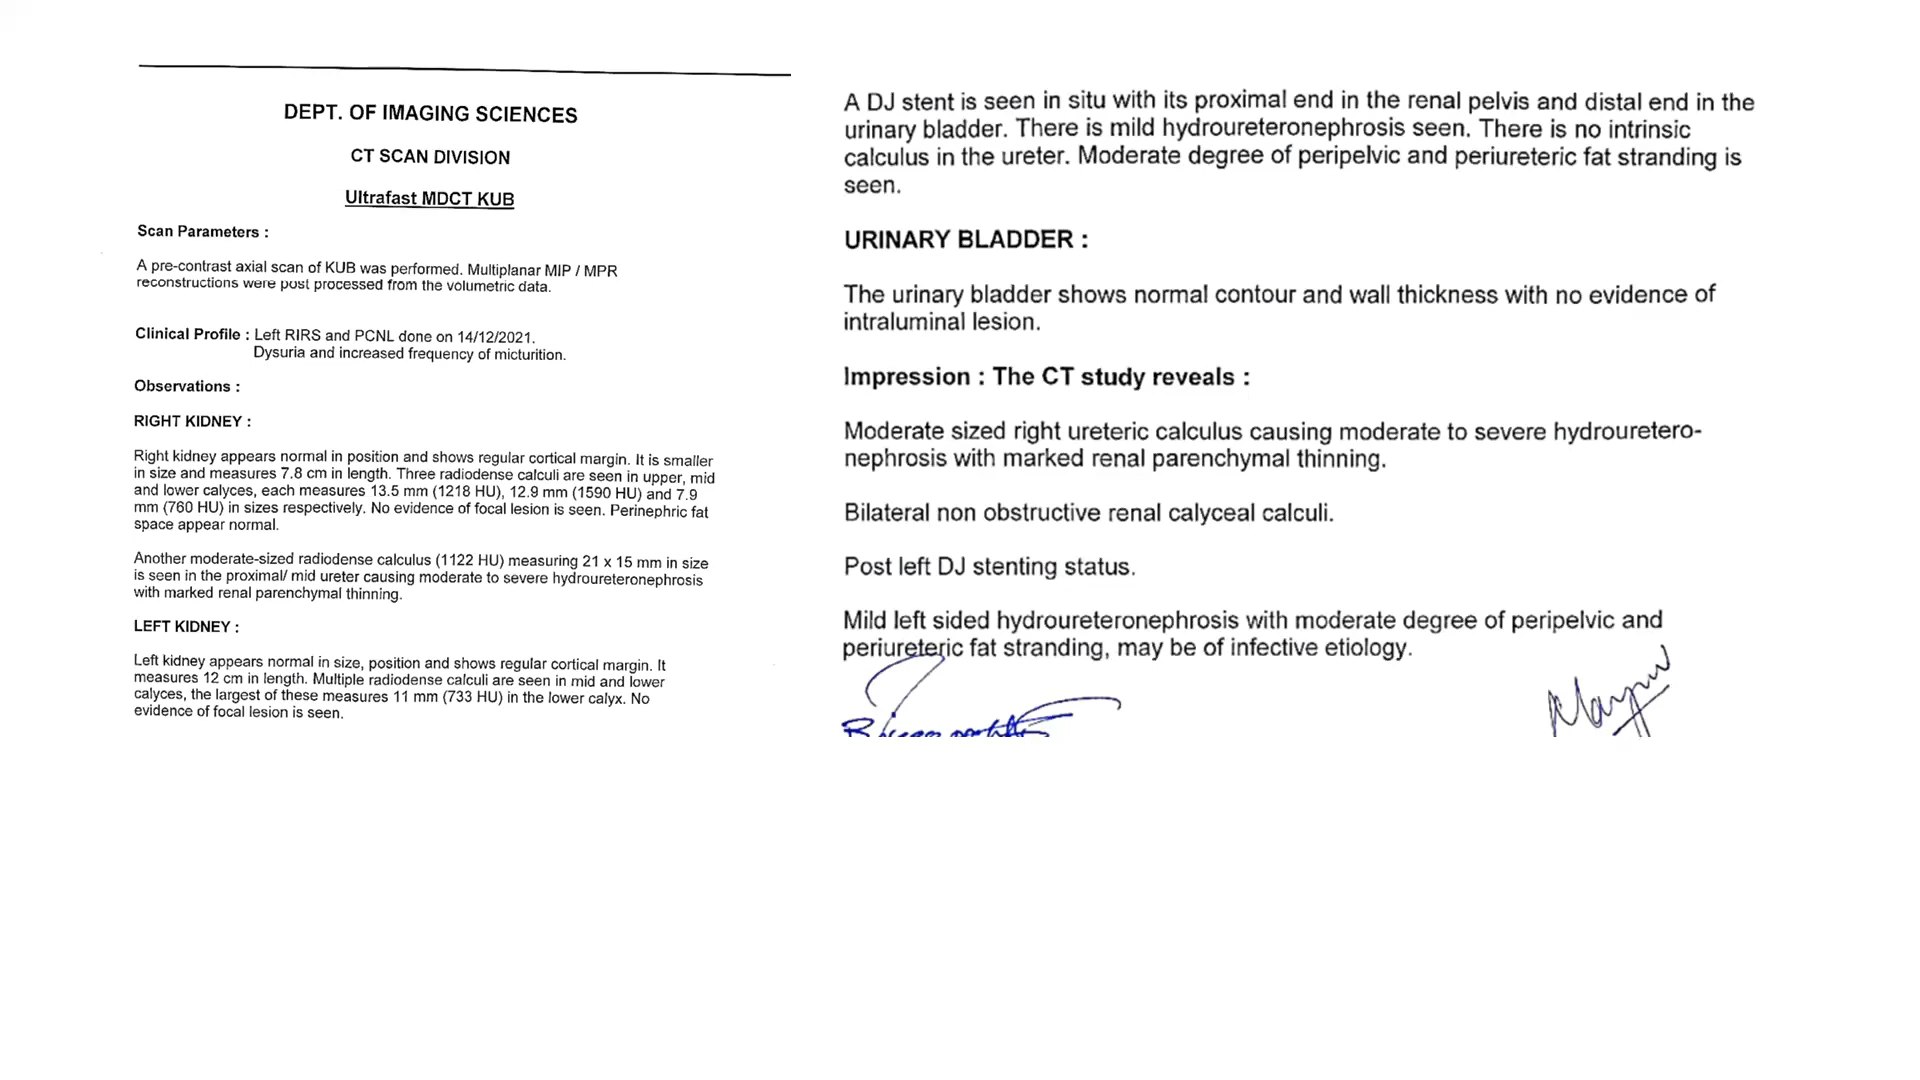 DEPT. OF IMAGING SCIENCES
CT SCAN DIVISION
Ultrafast MDCT KUB
Scan Parameters :
A pre-contrast axial scan of KUB was performed. Multiplanar MIP / MPR
reconstructions were post processed from the volumetric data.
Clinical Profile : Left RIRS and PCNL done on 14/12/2021.
Dysuria and increased frequency of micturition.
Observations :
RIGHT KIDNEY :
Right kidney appears normal in position and shows regular cortical margin. It is smaller
in size and measures 7.8 cm in length. Three radiodense calculi are seen in upper, mid
and lower calyces, each measures 13.5 mm (1218 HU), 12.9 mm (1590 HU) and 7.9
mm (760 HU) in sizes respectively. No evidence of focal lesion is seen. Perinephric fat
space appear normal.
Another moderate-sized radiodense calculus (1122 HU) measuring 21 x 15 mm in size
is seen in the proximal/ mid ureter causing moderate to severe hydroureteronephrosis
with marked renal parenchymal thinning.
LEFT KIDNEY :
Left kidney appears normal in size, position and shows regular cortical margin. It
measures 12 cm in length. Multiple radiodense calculi are seen in mid and lower
calyces, the largest of these measures 11 mm (733 HU) in the lower calyx. No
evidence of focal lesion is seen.
A DJ stent is seen in situ with its proximal end in the renal pelvis and distal end in the
urinary bladder. There is mild hydroureteronephrosis seen. There is no intrinsic
calculus in the ureter. Moderate degree of peripelvic and periureteric fat stranding is
seen.
URINARY BLADDER :
The urinary bladder shows normal contour and wall thickness with no evidence of
intraluminal lesion.
Impression : The CT study reveals :
Moderate sized right ureteric calculus causing moderate to severe hydrouretero-
nephrosis with marked renal parenchymal thinning.
Bilateral non obstructive renal calyceal calculi.
Post left DJ stenting status.
Mild left sided hydroureteronephrosis with moderate degree of peripelvic and
periureteric fat stranding, may be of infective etiology.